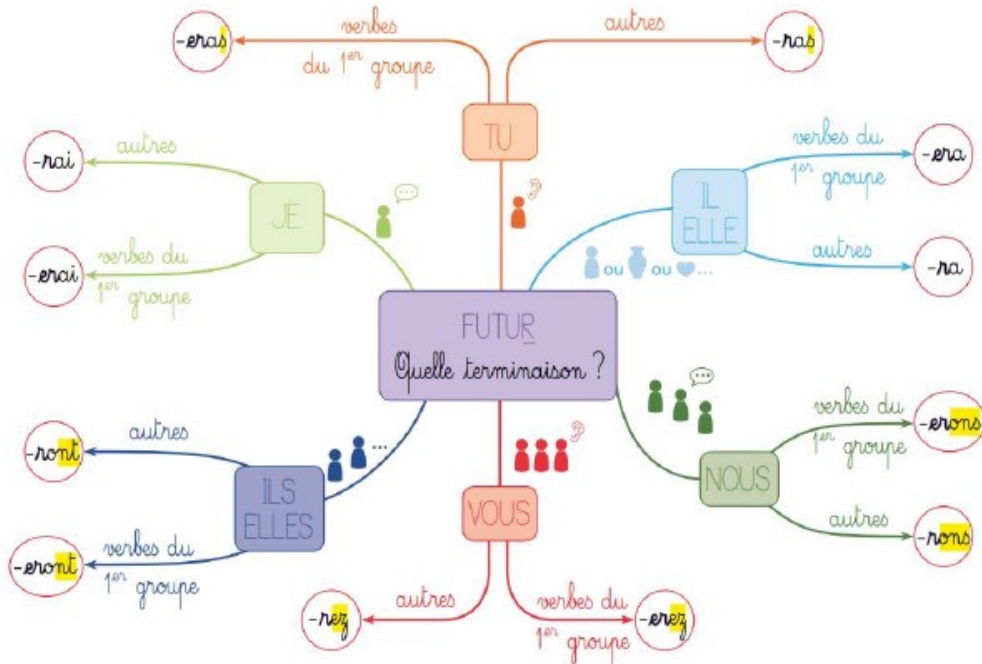 -eras
verbes
du 1er groupe
autres
-ras
TU
-rai
autres
JE
-erai
verbes du
1er groupe
verbes du
1er groupe
-era
IL
ELLE
autres
-ra
ou ou ...
FUTUR
Quelle terminaison ?
-ront
autres
...
ILS
ELLES
-eront
verbes du
1er groupe
VOUS
-rez
autres
verbes du
1er groupe
-erez
NOUS
verbes du
1er groupe
-erons
autres
-rons